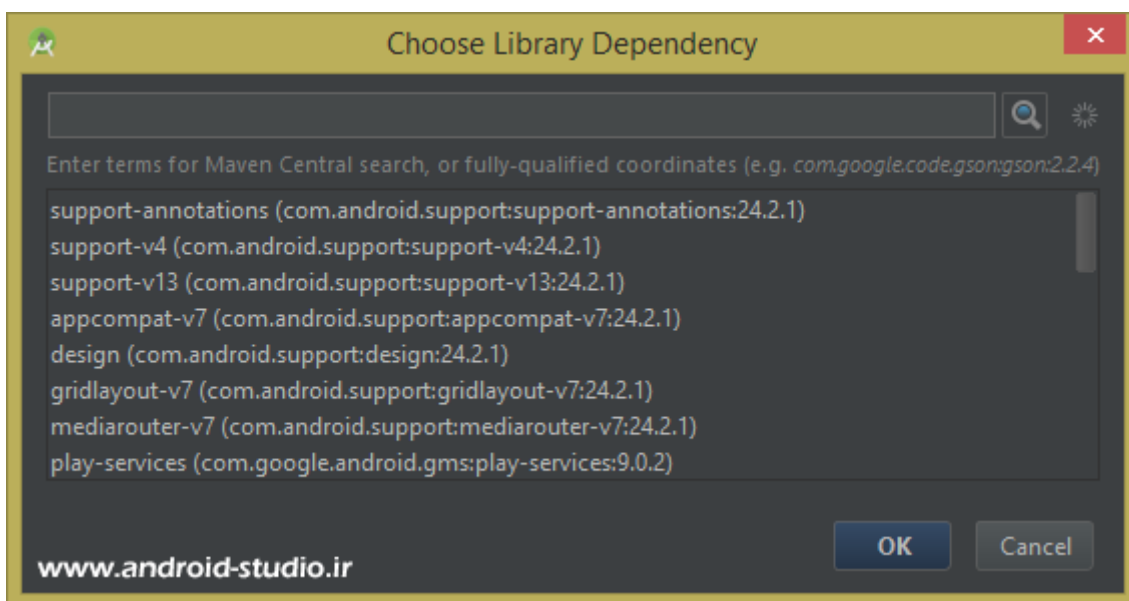 Choose Library Dependency
Enter terms for Maven Central search, or fully-qualified coordinates (e.g. com.google.code.gson:gson:2.2.4)
support-annotations (com.android.support:support-annotations:24.2.1)
support-v4 (com.android.support:support-v4:24.2.1)
support-v13 (com.android.support:support-v13:24.2.1)
appcompat-v7 (com.android.support:appcompat-v7:24.2.1)
design (com.android.support:design:24.2.1)
gridlayout-v7 (com.android.support:gridlayout-v7:24.2.1)
mediarouter-v7 (com.android.support:mediarouter-v7:24.2.1)
play-services (com.google.android.gms:play-services:9.0.2)
OK Cancel
www.android-studio.ir